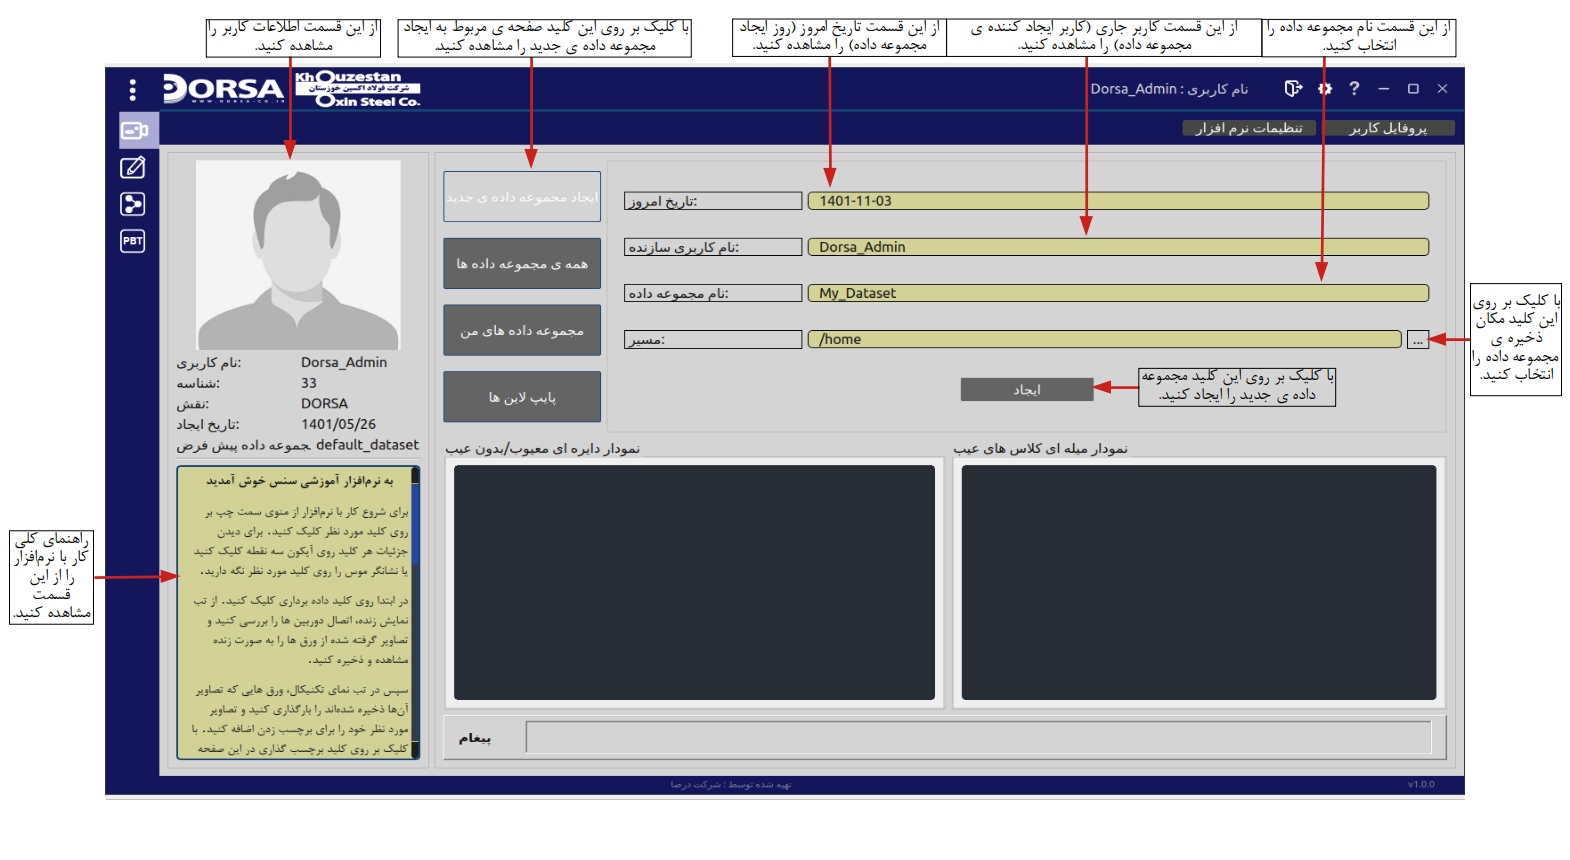 از این قسمت اطلاعات کاربر را
مشاهده کنید.
با کلیک بر روی این کلید صفحه ی مربوط به ایجاد
مجموعه داده ی جدید را مشاهده کنید.
از این قسمت تاریخ امروز (روز ایجاد
مجموعه داده) را مشاهده کنید.
از این قسمت کاربر جاری (کاربر ایجاد کننده ی
مجموعه داده) را مشاهده کنید.
از این قسمت نام مجموعه داده را
انتخاب کنید.
DORSA
WWW.DORSA-CO.IR
Khouzestan
شرکت فولاد اکسین خوزستان
Oxin Steel Co.
نام کاربری : Dorsa_Admin
?
پروفایل کاربر
تنظیمات نرم افزار
PBT
نام کاربری: Dorsa_Admin
شناسه: 33
نقش: DORSA
تاریخ ایجاد: 1401/05/26
جموعه داده پیش فرض default_dataset
به نرم‌افزار آموزشی سنس خوش آمدید
برای شروع کار با نرم‌افزار از منوی سمت چپ بر
روی کلید مورد نظر کلیک کنید. برای دیدن
جزئیات هر کلید روی آیکون سه نقطه کلیک کنید
یا نشانگر موس را روی کلید مورد نظر نگه دارید.
در ابتدا روی کلید داده برداری کلیک کنید. از تب
نمایش زنده، اتصال دوربین ها را بررسی کنید و
تصاویر گرفته شده از ورق ها را به صورت زنده
مشاهده و ذخیره کنید.
سپس در تب نمای تکنیکال، ورق هایی که تصاویر
آن‌ها ذخیره شده‌اند را بارگذاری کنید و تصاویر
مورد نظر خود را برای برچسب زدن اضافه کنید. با
کلیک بر روی کلید برچسب گذاری در این صفحه
راهنمای کلی
کار با نرم‌افزار
را از این
قسمت
مشاهده کنید.
ایجاد مجموعه داده ی جدید
همه ی مجموعه داده ها
مجموعه داده های من
پایپ لاین ها
تاریخ امروز: 1401-11-03
نام کاربری سازنده: Dorsa_Admin
نام مجموعه داده: My_Dataset
مسیر: /home
...
ایجاد
با کلیک بر روی این کلید مجموعه
داده ی جدید را ایجاد کنید.
با کلیک بر روی
این کلید مکان
ذخیره ی
مجموعه داده را
انتخاب کنید.
نمودار دایره ای معیوب/بدون عیب
نمودار میله ای کلاس های عیب
پیغام
تهیه شده توسط : شرکت درصا
v1.0.0